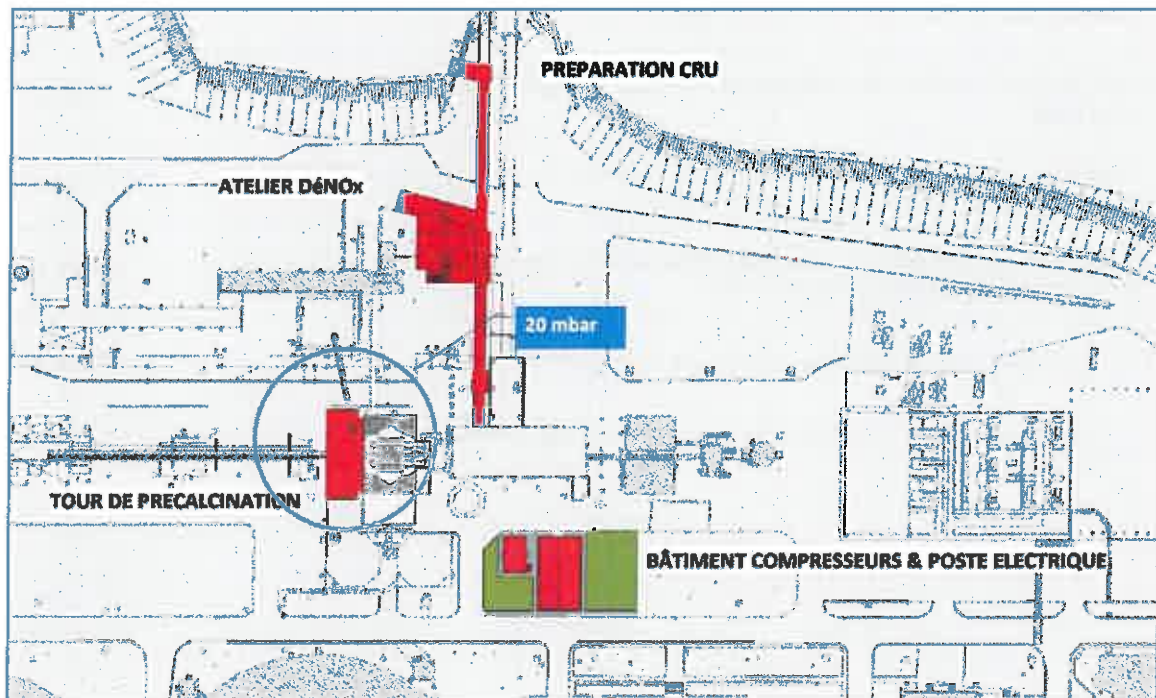 PREPARATION CRU
ATELIER DéNOx
20 mbar
TOUR DE PRECALCINATION
BÂTIMENT COMPRESSEURS & POSTE ELECTRIQUE